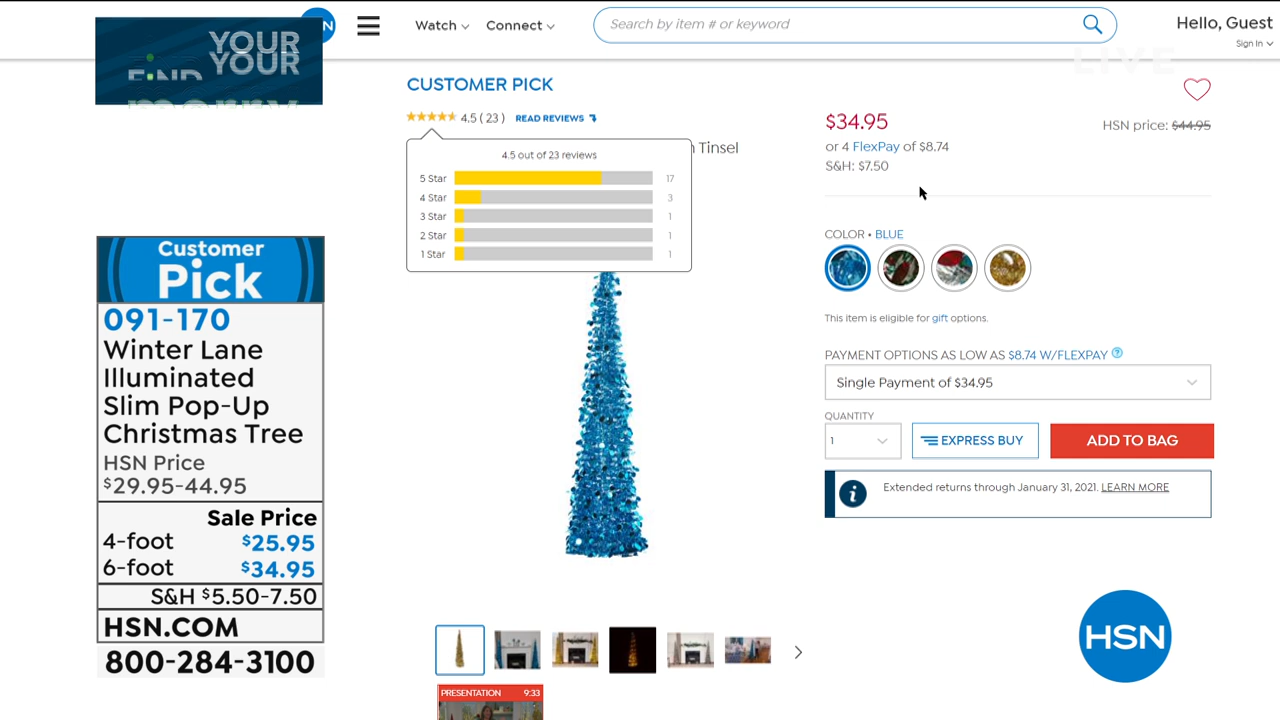 YOUR
YOUR
FIND
merry
N
Watch
Connect
Search by item # or keyword
Hello, Guest
Sign In
LIVE
CUSTOMER PICK
4.5 ( 23 ) READ REVIEWS
HSN price: $44.95
$34.95
or 4 FlexPay of $8.74
S&H: $7.50
n Tinsel
4.5 out of 23 reviews
5 Star 17
4 Star 3
3 Star 1
2 Star 1
1 Star 1
COLOR • BLUE
This item is eligible for gift options.
PAYMENT OPTIONS AS LOW AS $8.74 W/FLEXPAY ?
Single Payment of $34.95
QUANTITY
1
EXPRESS BUY
ADD TO BAG
i
Extended returns through January 31, 2021. LEARN MORE
Customer
Pick
091-170
Winter Lane
Illuminated
Slim Pop-Up
Christmas Tree
HSN Price
$29.95-44.95
Sale Price
4-foot $25.95
6-foot $34.95
S&H $5.50-7.50
HSN.COM
800-284-3100
PRESENTATION 9:33
HSN